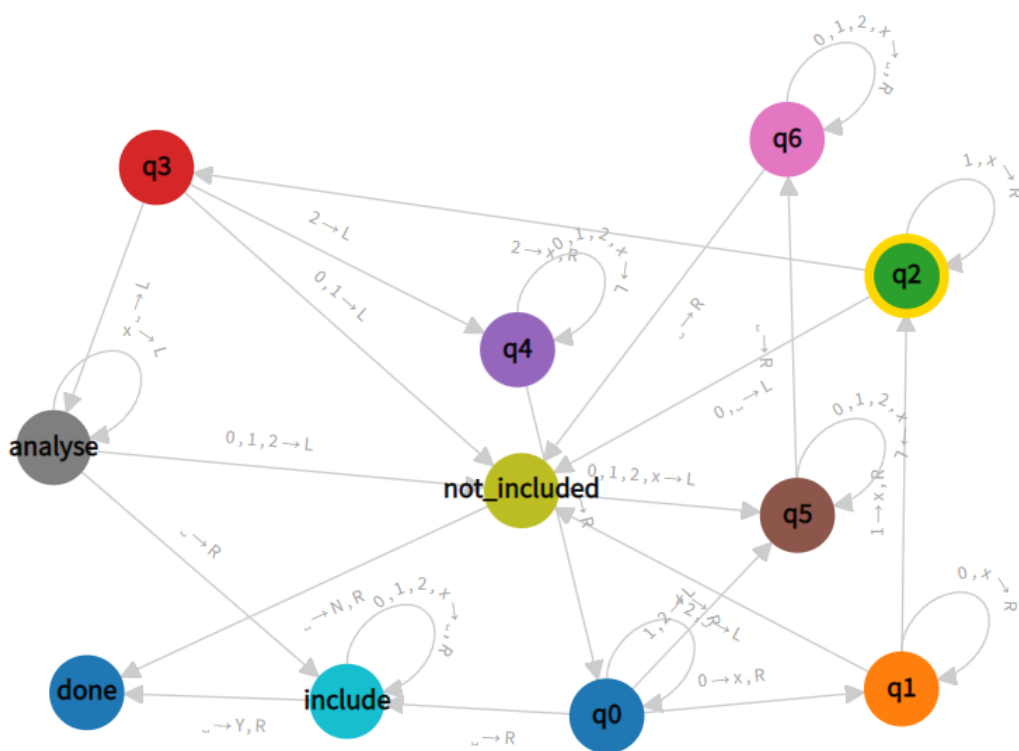 0,1,2,x→␣,R
q6
q3
1,x→R
2→L
0,1,2,x→L
2→x,R
q2
0,1→L
␣→R
q4
␣→R
␣→L
x→L
0,␣→L
0,1,2,x→L
analyse
0,1,2→L
not_included
0,1,2,x→L
q5
1→x,R
␣→R
0,x→R
␣→N,R
0,1,2,x→␣,R
0→x,R
done
include
q0
q1
␣→Y,R
␣→R